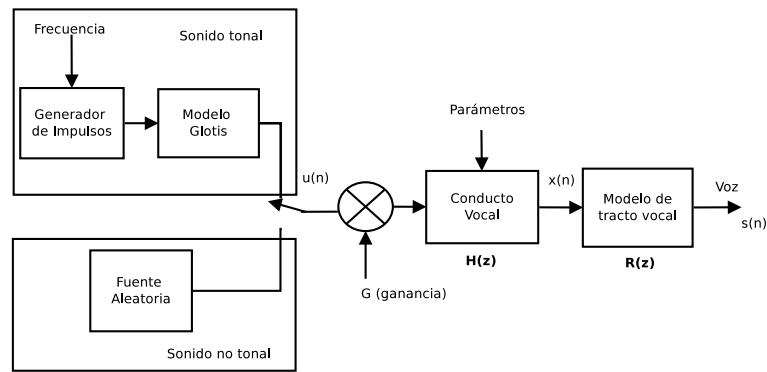 Frecuencia
Sonido tonal
Generador
de Impulsos
Modelo
Glotis
u(n)
G (ganancia)
Parámetros
Conducto
Vocal
H(z)
x(n)
Modelo de
tracto vocal
R(z)
Voz
s(n)
Fuente
Aleatoria
Sonido no tonal